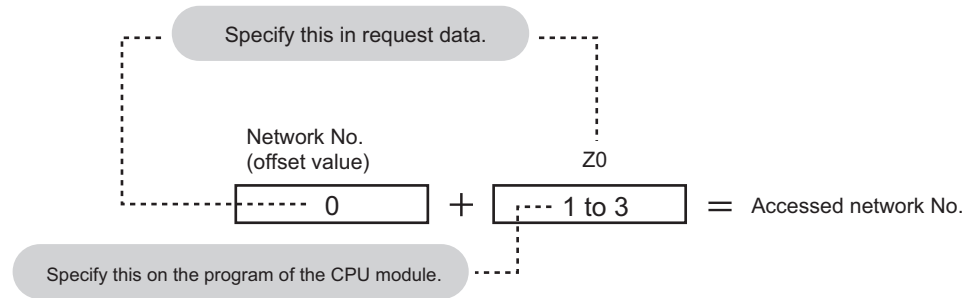 Specify this in request data.
Network No.
(offset value)
Z0
0 + 1 to 3 = Accessed network No.
Specify this on the program of the CPU module.